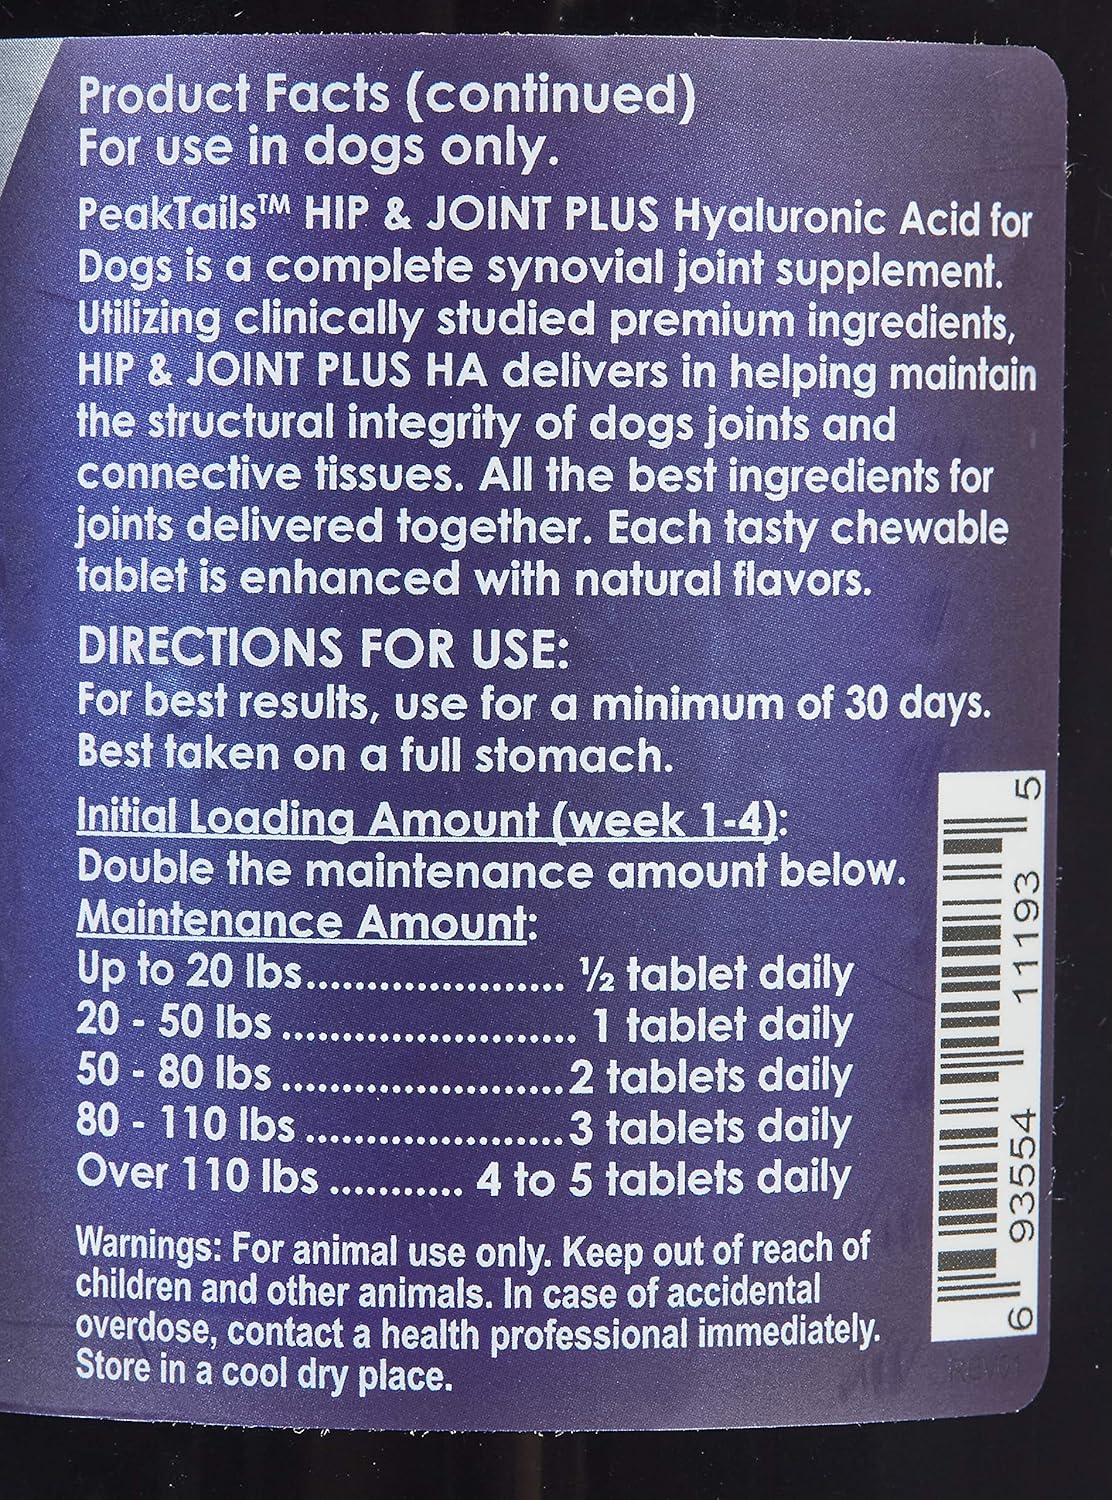 Product Facts (continued)
For use in dogs only.
PeakTails™ HIP & JOINT PLUS Hyaluronic Acid for
Dogs is a complete synovial joint supplement.
Utilizing clinically studied premium ingredients,
HIP & JOINT PLUS HA delivers in helping maintain
the structural integrity of dogs joints and
connective tissues. All the best ingredients for
joints delivered together. Each tasty chewable
tablet is enhanced with natural flavors.
DIRECTIONS FOR USE:
For best results, use for a minimum of 30 days.
Best taken on a full stomach.
Initial Loading Amount (week 1-4):
Double the maintenance amount below.
Maintenance Amount:
Up to 20 lbs...................... ½ tablet daily
20 - 50 lbs ........................ 1 tablet daily
50 - 80 lbs .......................2 tablets daily
80 - 110 lbs .....................3 tablets daily
Over 110 lbs ........... 4 to 5 tablets daily
Warnings: For animal use only. Keep out of reach of
children and other animals. In case of accidental
overdose, contact a health professional immediately.
Store in a cool dry place.
6 93554 11193 5
REV01